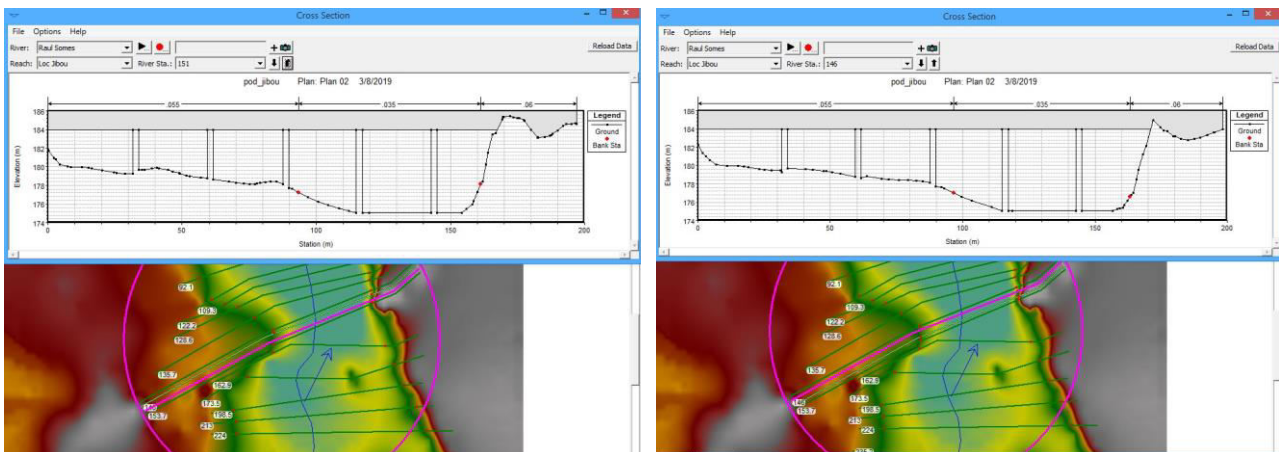 Cross Section
File Options Help
River: Raul Somes
Reload Data
Reach: Loc Jibou River Sta.: 151
pod_jibou Plan: Plan 02 3/8/2019
.055 .035 .06
Legend
Ground
Bank Sta
Elevation (m)
186
184
182
180
178
176
174
0 50 100 150 200
Station (m)
92.1
109.3
122.2
128.6
135.7
162.9
146
153.7
173.5
198.5
213
224
Cross Section
File Options Help
River: Raul Somes
Reload Data
Reach: Loc Jibou River Sta.: 146
pod_jibou Plan: Plan 02 3/8/2019
.055 .035 .06
Legend
Ground
Bank Sta
Elevation (m)
186
184
182
180
178
176
174
0 50 100 150 200
Station (m)
92.1
109.3
122.2
128.6
135.7
162.9
146
153.7
173.5
198.5
213
224